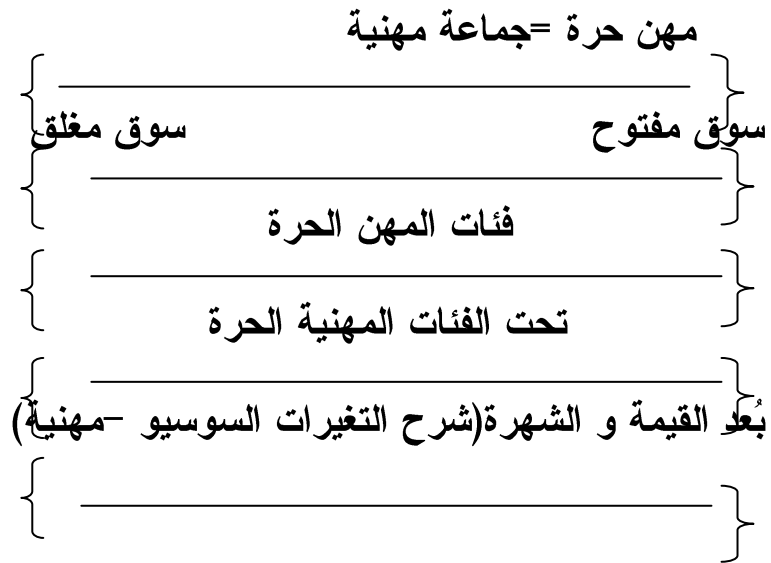 مهن حرة =جماعة مهنية
سوق مفتوح سوق مغلق
فئات المهن الحرة
تحت الفئات المهنية الحرة
بُعد القيمة و الشهرة(شرح التغيرات السوسيو –مهنية)